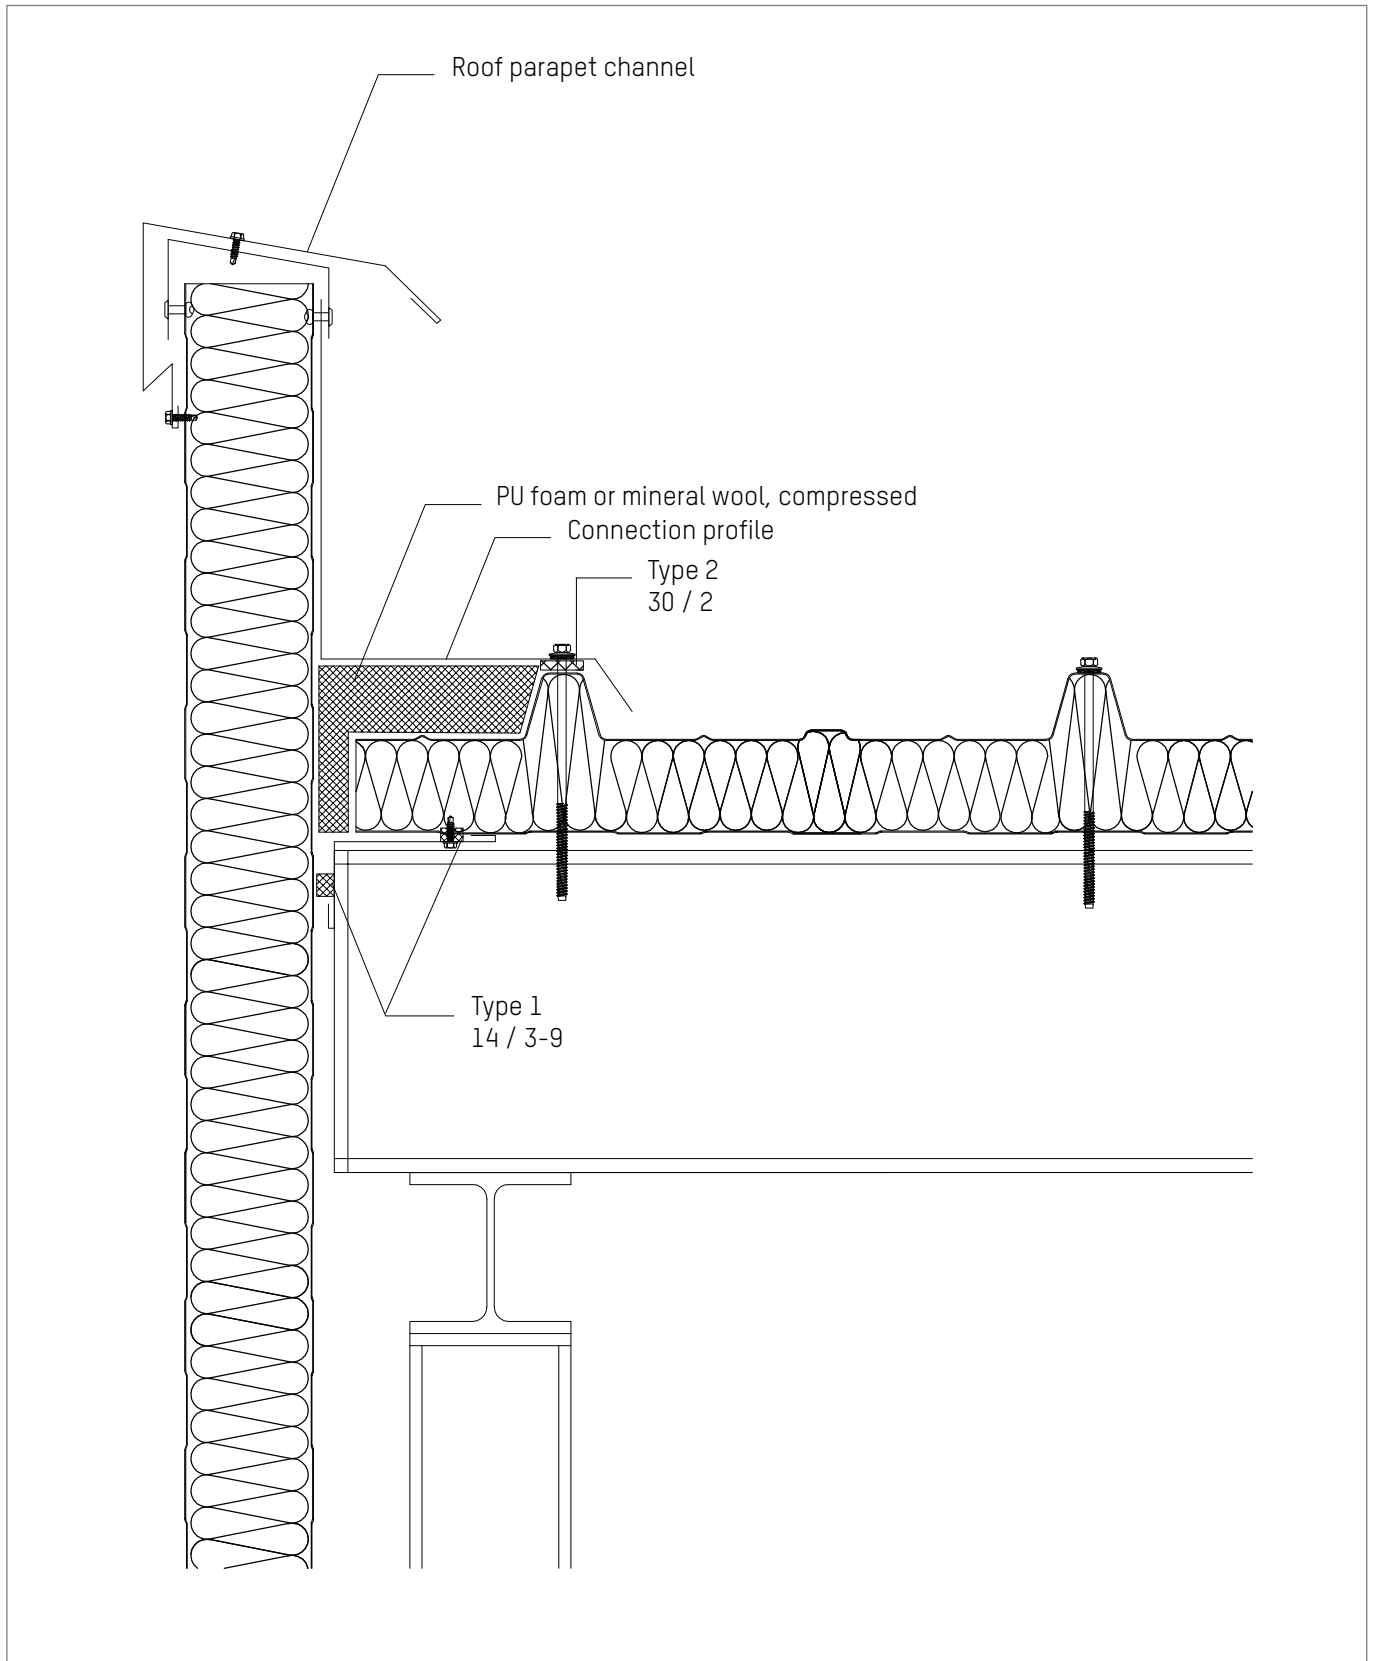 Roof parapet channel
PU foam or mineral wool, compressed
Connection profile
Type 2
30 / 2
Type 1
14 / 3-9